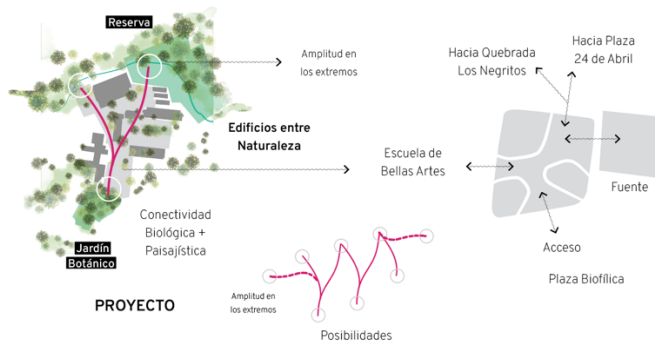 Reserva
Amplitud en
los extremos
Edificios entre
Naturaleza
Conectividad
Biológica +
Paisajística
Jardín
Botánico
PROYECTO
Amplitud en
los extremos
Posibilidades
Hacia Quebrada
Los Negritos
Hacia Plaza
24 de Abril
Escuela de
Bellas Artes
Fuente
Acceso
Plaza Biofílica